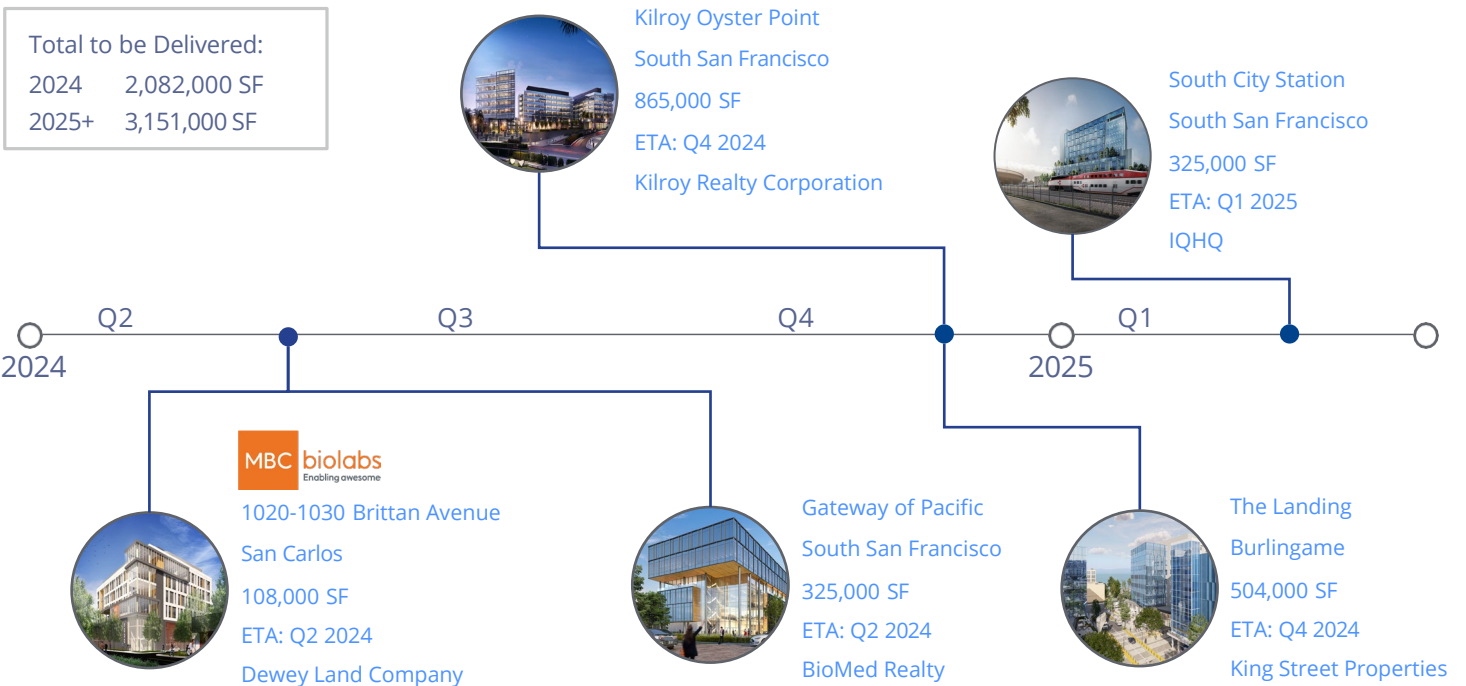 Total to be Delivered:
2024 2,082,000 SF
2025+ 3,151,000 SF
Kilroy Oyster Point
South San Francisco
865,000 SF
ETA: Q4 2024
Kilroy Realty Corporation
South City Station
South San Francisco
325,000 SF
ETA: Q1 2025
IQHQ
Q2 Q3 Q4 Q1
2024 2025
MBC biolabs
Enabling awesome
1020-1030 Brittan Avenue
San Carlos
108,000 SF
ETA: Q2 2024
Dewey Land Company
Gateway of Pacific
South San Francisco
325,000 SF
ETA: Q2 2024
BioMed Realty
The Landing
Burlingame
504,000 SF
ETA: Q4 2024
King Street Properties